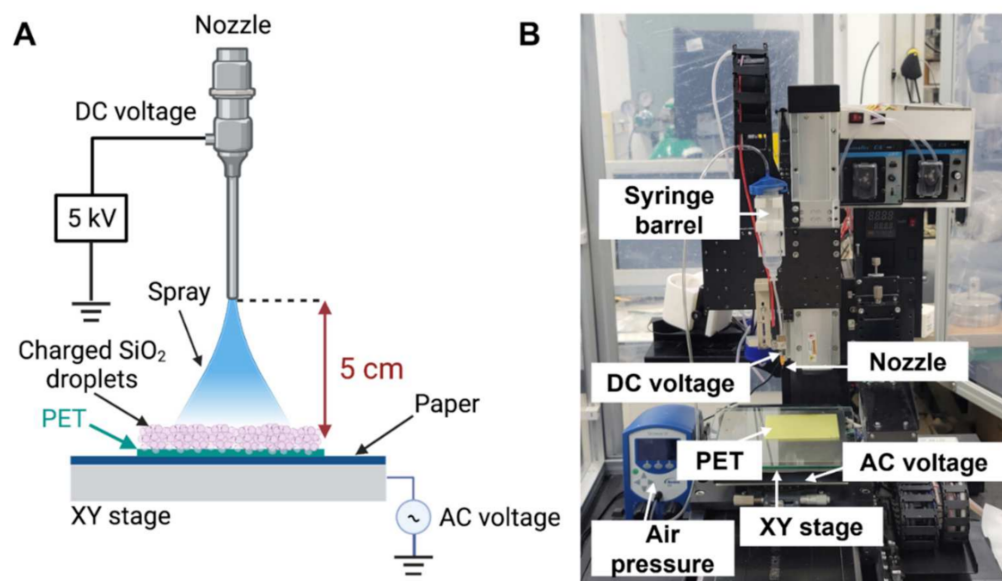 A
Nozzle
DC voltage
5 kV
Spray
Charged SiO₂
droplets
5 cm
PET
Paper
XY stage
AC voltage
B
Syringe
barrel
DC voltage
Nozzle
PET
AC voltage
XY stage
Air
pressure